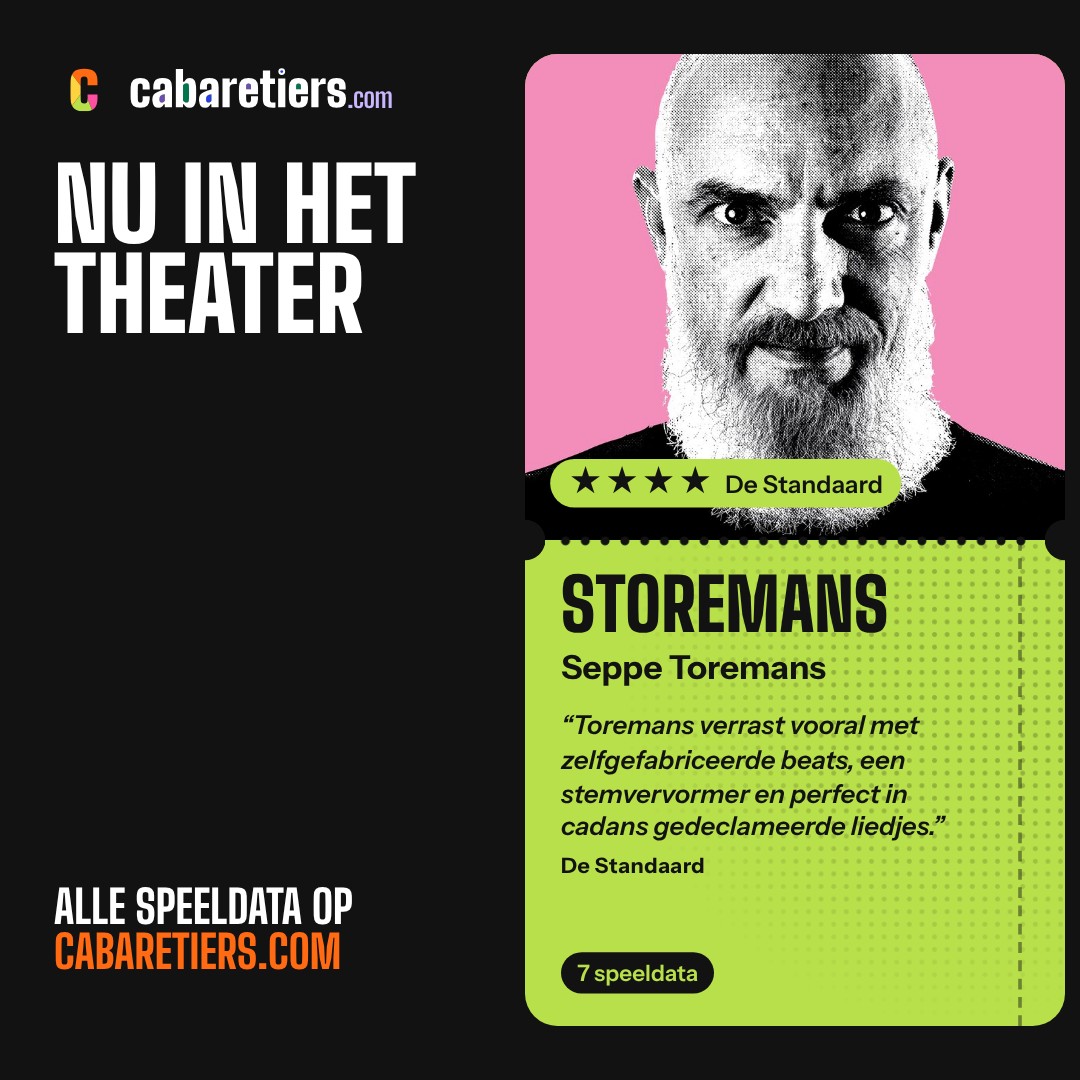 cabaretiers.com
NU IN HET
THEATER
★★★★ De Standaard
STOREMANS
Seppe Toremans
“Toremans verrast vooral met
zelfgefabriceerde beats, een
stemvervormer en perfect in
cadans gedeclameerde liedjes.”
De Standaard
7 speeldata
ALLE SPEELDATA OP
CABARETIERS.COM